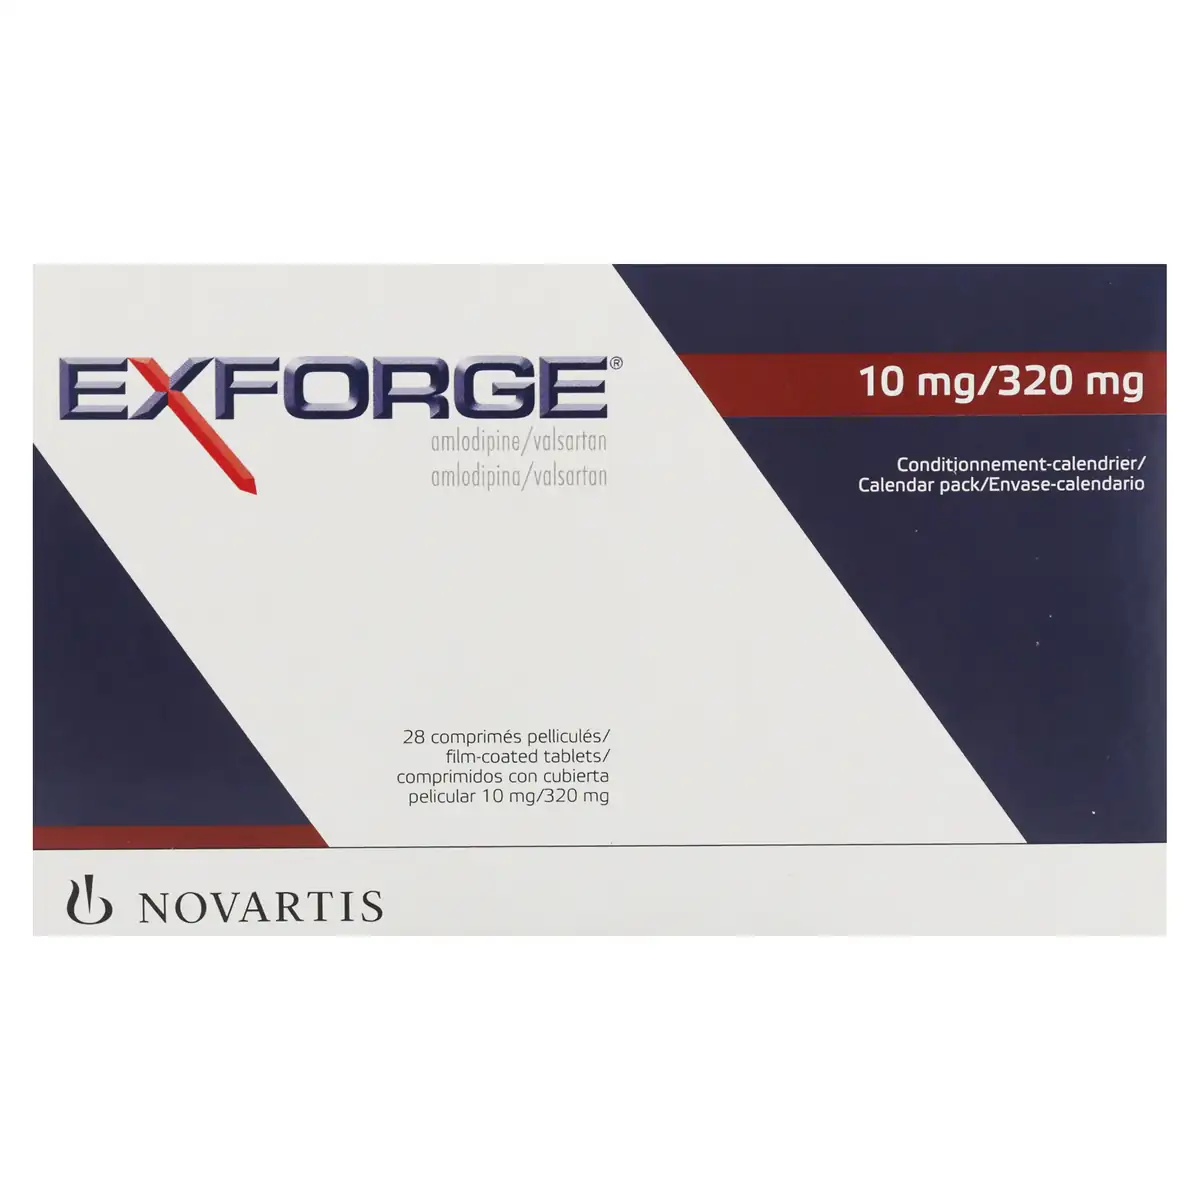 EXFORGE®
amlodipine/valsartan
amlodipina/valsartan
10 mg/320 mg
Conditionnement-calendrier/
Calendar pack/Envase-calendario
28 comprimés pelliculés/
film-coated tablets/
comprimidos con cubierta
pelicular 10 mg/320 mg
NOVARTIS